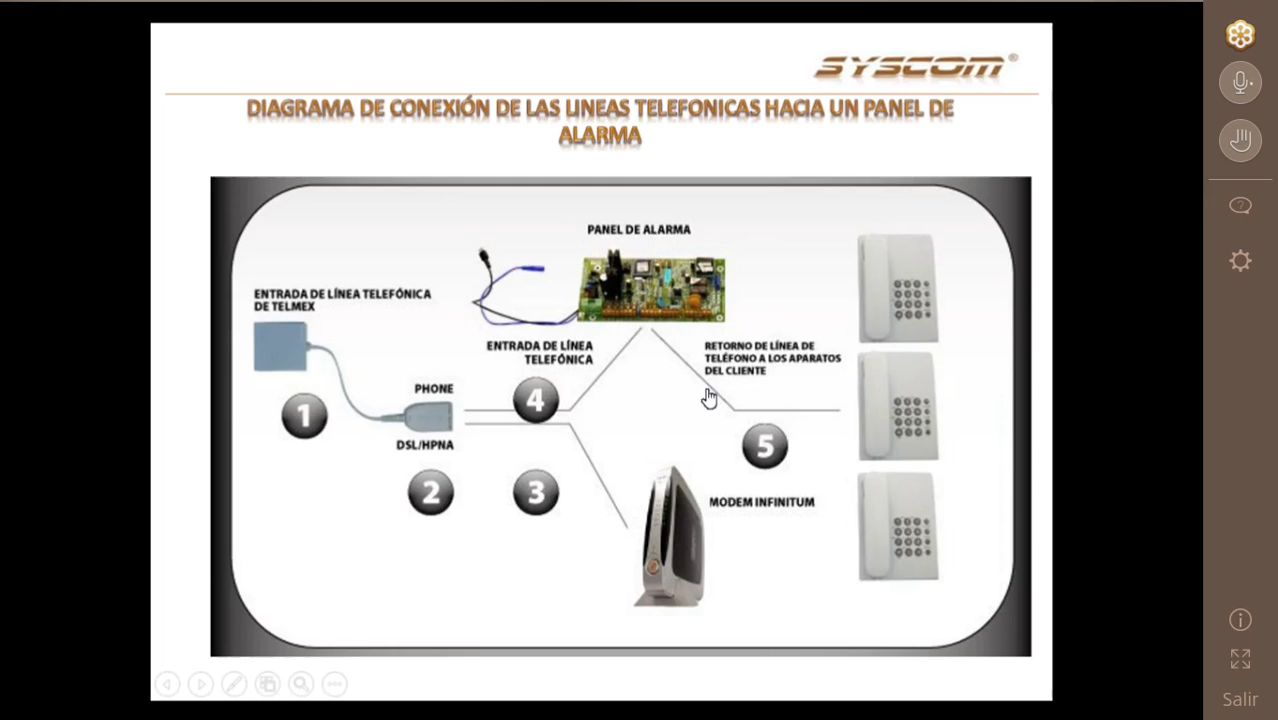 SYSCOM®
DIAGRAMA DE CONEXIÓN DE LAS LINEAS TELEFONICAS HACIA UN PANEL DE
ALARMA
PANEL DE ALARMA
ENTRADA DE LÍNEA TELEFÓNICA
DE TELMEX
ENTRADA DE LÍNEA
TELEFÓNICA
RETORNO DE LÍNEA DE
TELÉFONO A LOS APARATOS
DEL CLIENTE
PHONE
4
1
DSL/HPNA
5
2
3
MODEM INFINITUM
Salir